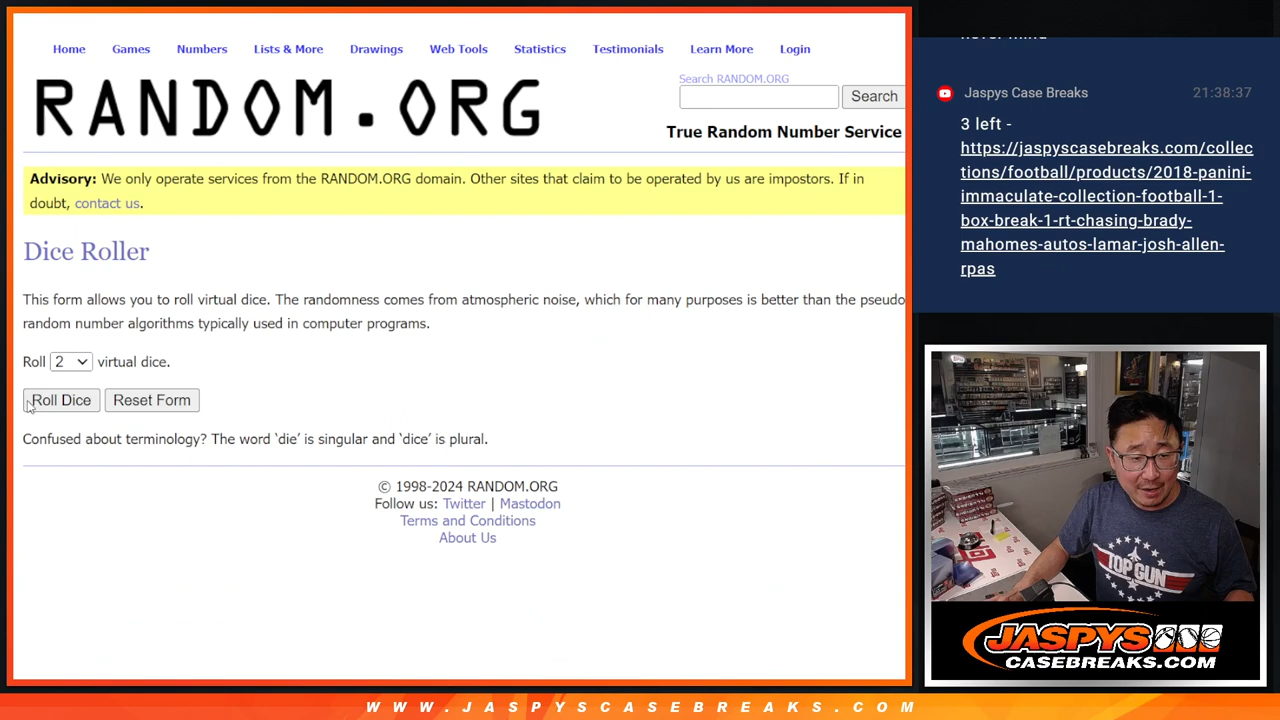 Home Games Numbers Lists & More Drawings Web Tools Statistics Testimonials Learn More Login
RANDOM.ORG
Search RANDOM.ORG
Search
True Random Number Service
Advisory: We only operate services from the RANDOM.ORG domain. Other sites that claim to be operated by us are impostors. If in
doubt, contact us.
Dice Roller
This form allows you to roll virtual dice. The randomness comes from atmospheric noise, which for many purposes is better than the pseudo
random number algorithms typically used in computer programs.
Roll 2 virtual dice.
Roll Dice Reset Form
Confused about terminology? The word ‘die’ is singular and ‘dice’ is plural.
© 1998-2024 RANDOM.ORG
Follow us: Twitter | Mastodon
Terms and Conditions
About Us
never mind
Jaspys Case Breaks 21:38:37
3 left -
https://jaspyscasebreaks.com/collec
tions/football/products/2018-panini-
immaculate-collection-football-1-
box-break-1-rt-chasing-brady-
mahomes-autos-lamar-josh-allen-
rpas
TOP GUN
JASPYS
CASEBREAKS.COM
WWW.JASPYSCASEBREAKS.COM